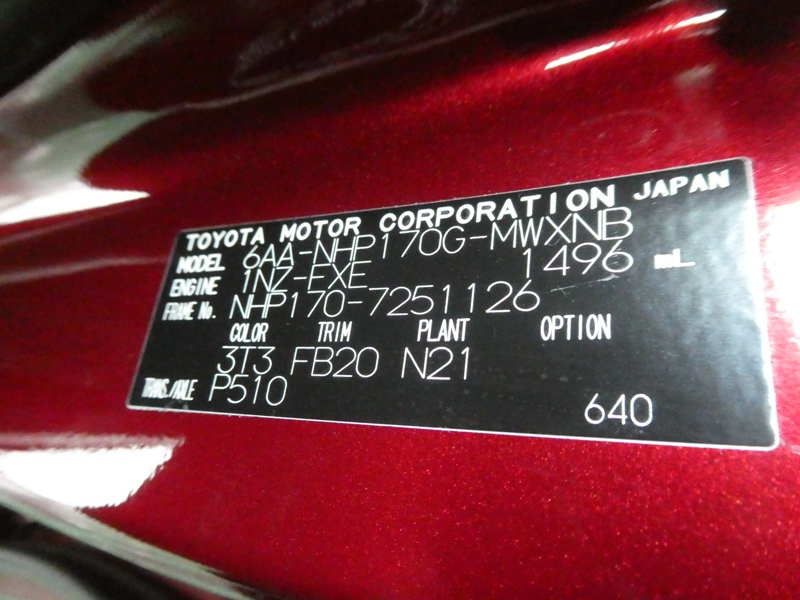 TOYOTA MOTOR CORPORATION JAPAN
MODEL 6AA-NHP170G-MWXNB
ENGINE 1NZ-FXE 1496 mL
FRAME No. NHP170-7251126
COLOR TRIM PLANT OPTION
3T3 FB20 N21
TRANS./AXLE P510
640